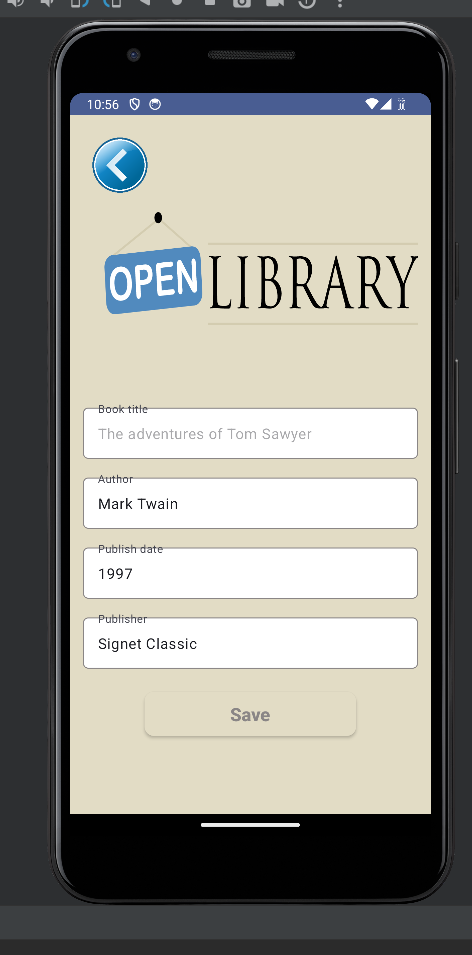 10:56
OPEN LIBRARY
Book title
The adventures of Tom Sawyer
Author
Mark Twain
Publish date
1997
Publisher
Signet Classic
Save